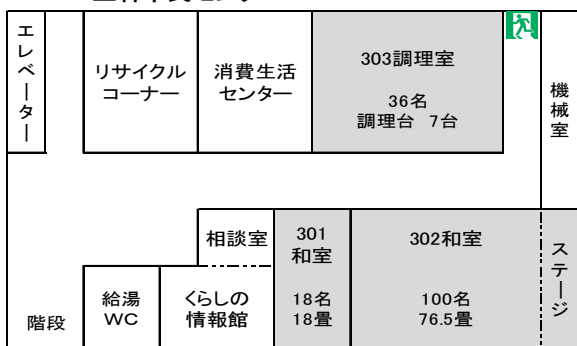 エレベーター
リサイクル
コーナー
消費生活
センター
303調理室
36名
調理台 7台
機械室
相談室
301
和室
18名
18畳
302和室
100名
76.5畳
ステージ
階段
給湯
WC
くらしの
情報館